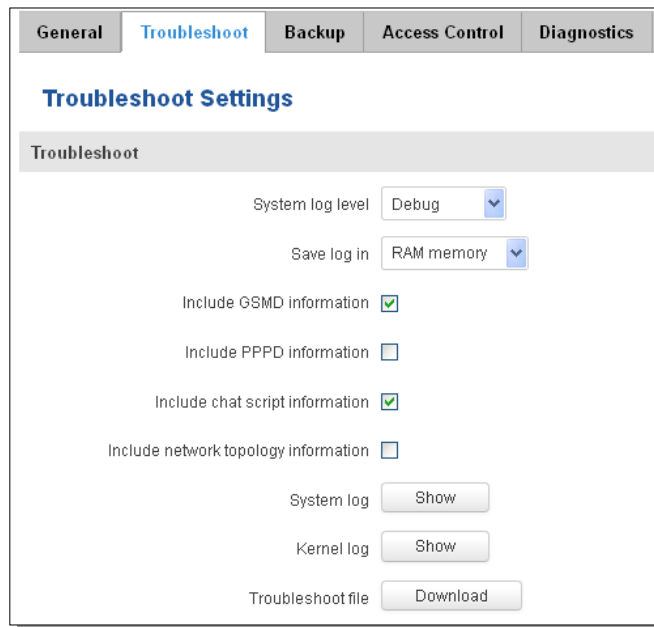 General Troubleshoot Backup Access Control Diagnostics
Troubleshoot Settings
Troubleshoot
System log level Debug
Save log in RAM memory
Include GSMD information
Include PPPD information
Include chat script information
Include network topology information
System log Show
Kernel log Show
Troubleshoot file Download